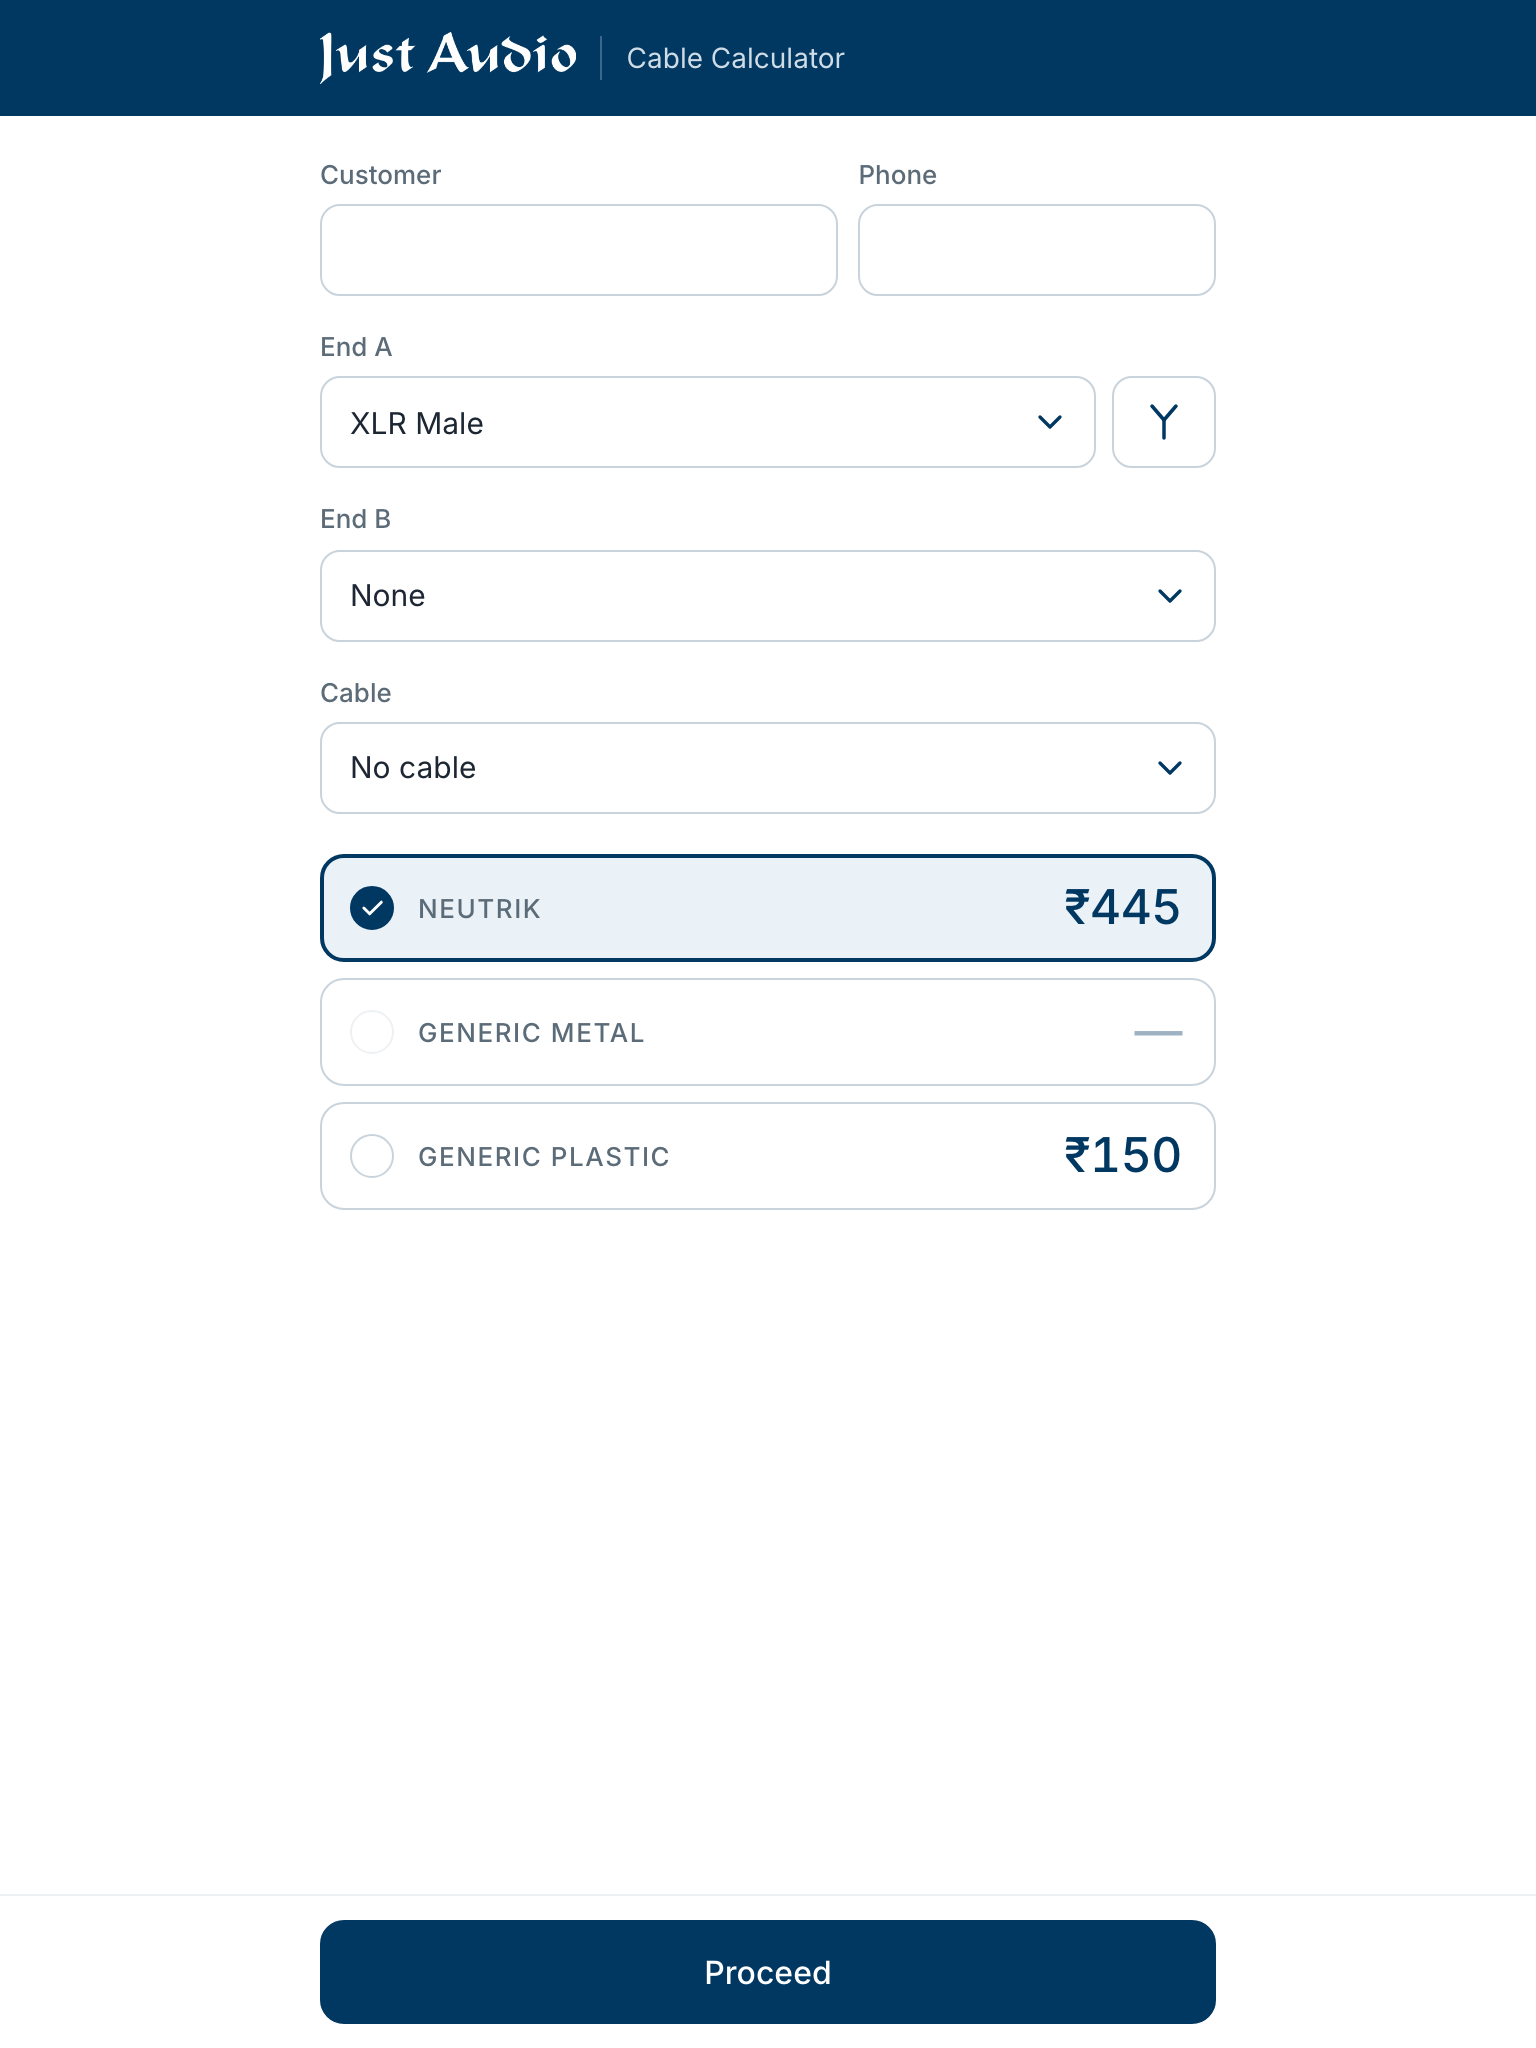 Just Audio
Cable Calculator
Customer
Phone
End A
XLR Male
End B
None
Cable
No cable
NEUTRIK
₹445
GENERIC METAL
—
GENERIC PLASTIC
₹150
Proceed